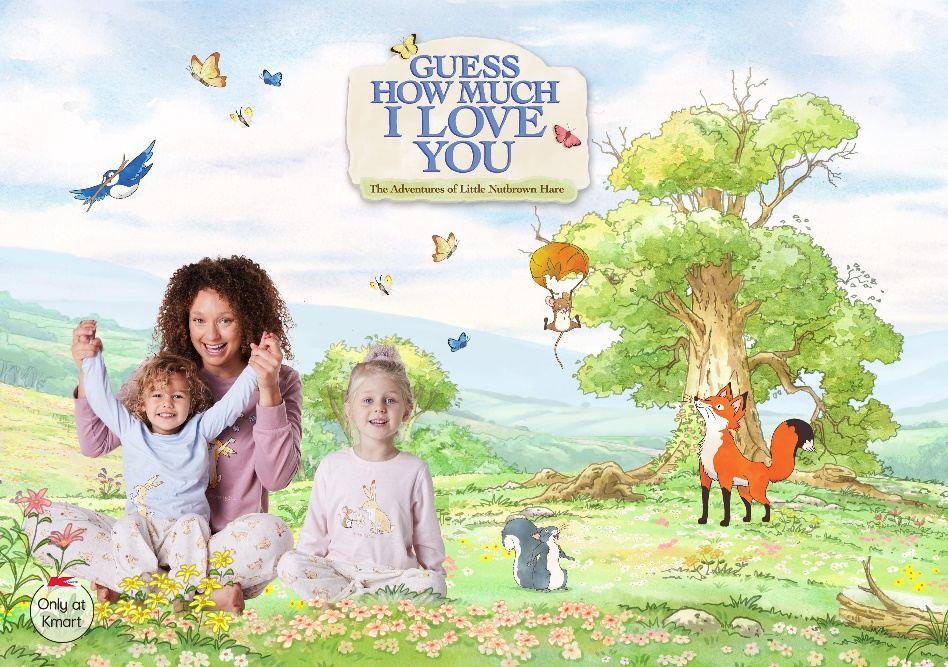 GUESS
HOW MUCH
I LOVE
YOU
The Adventures of Little Nutbrown Hare
Only at
Kmart